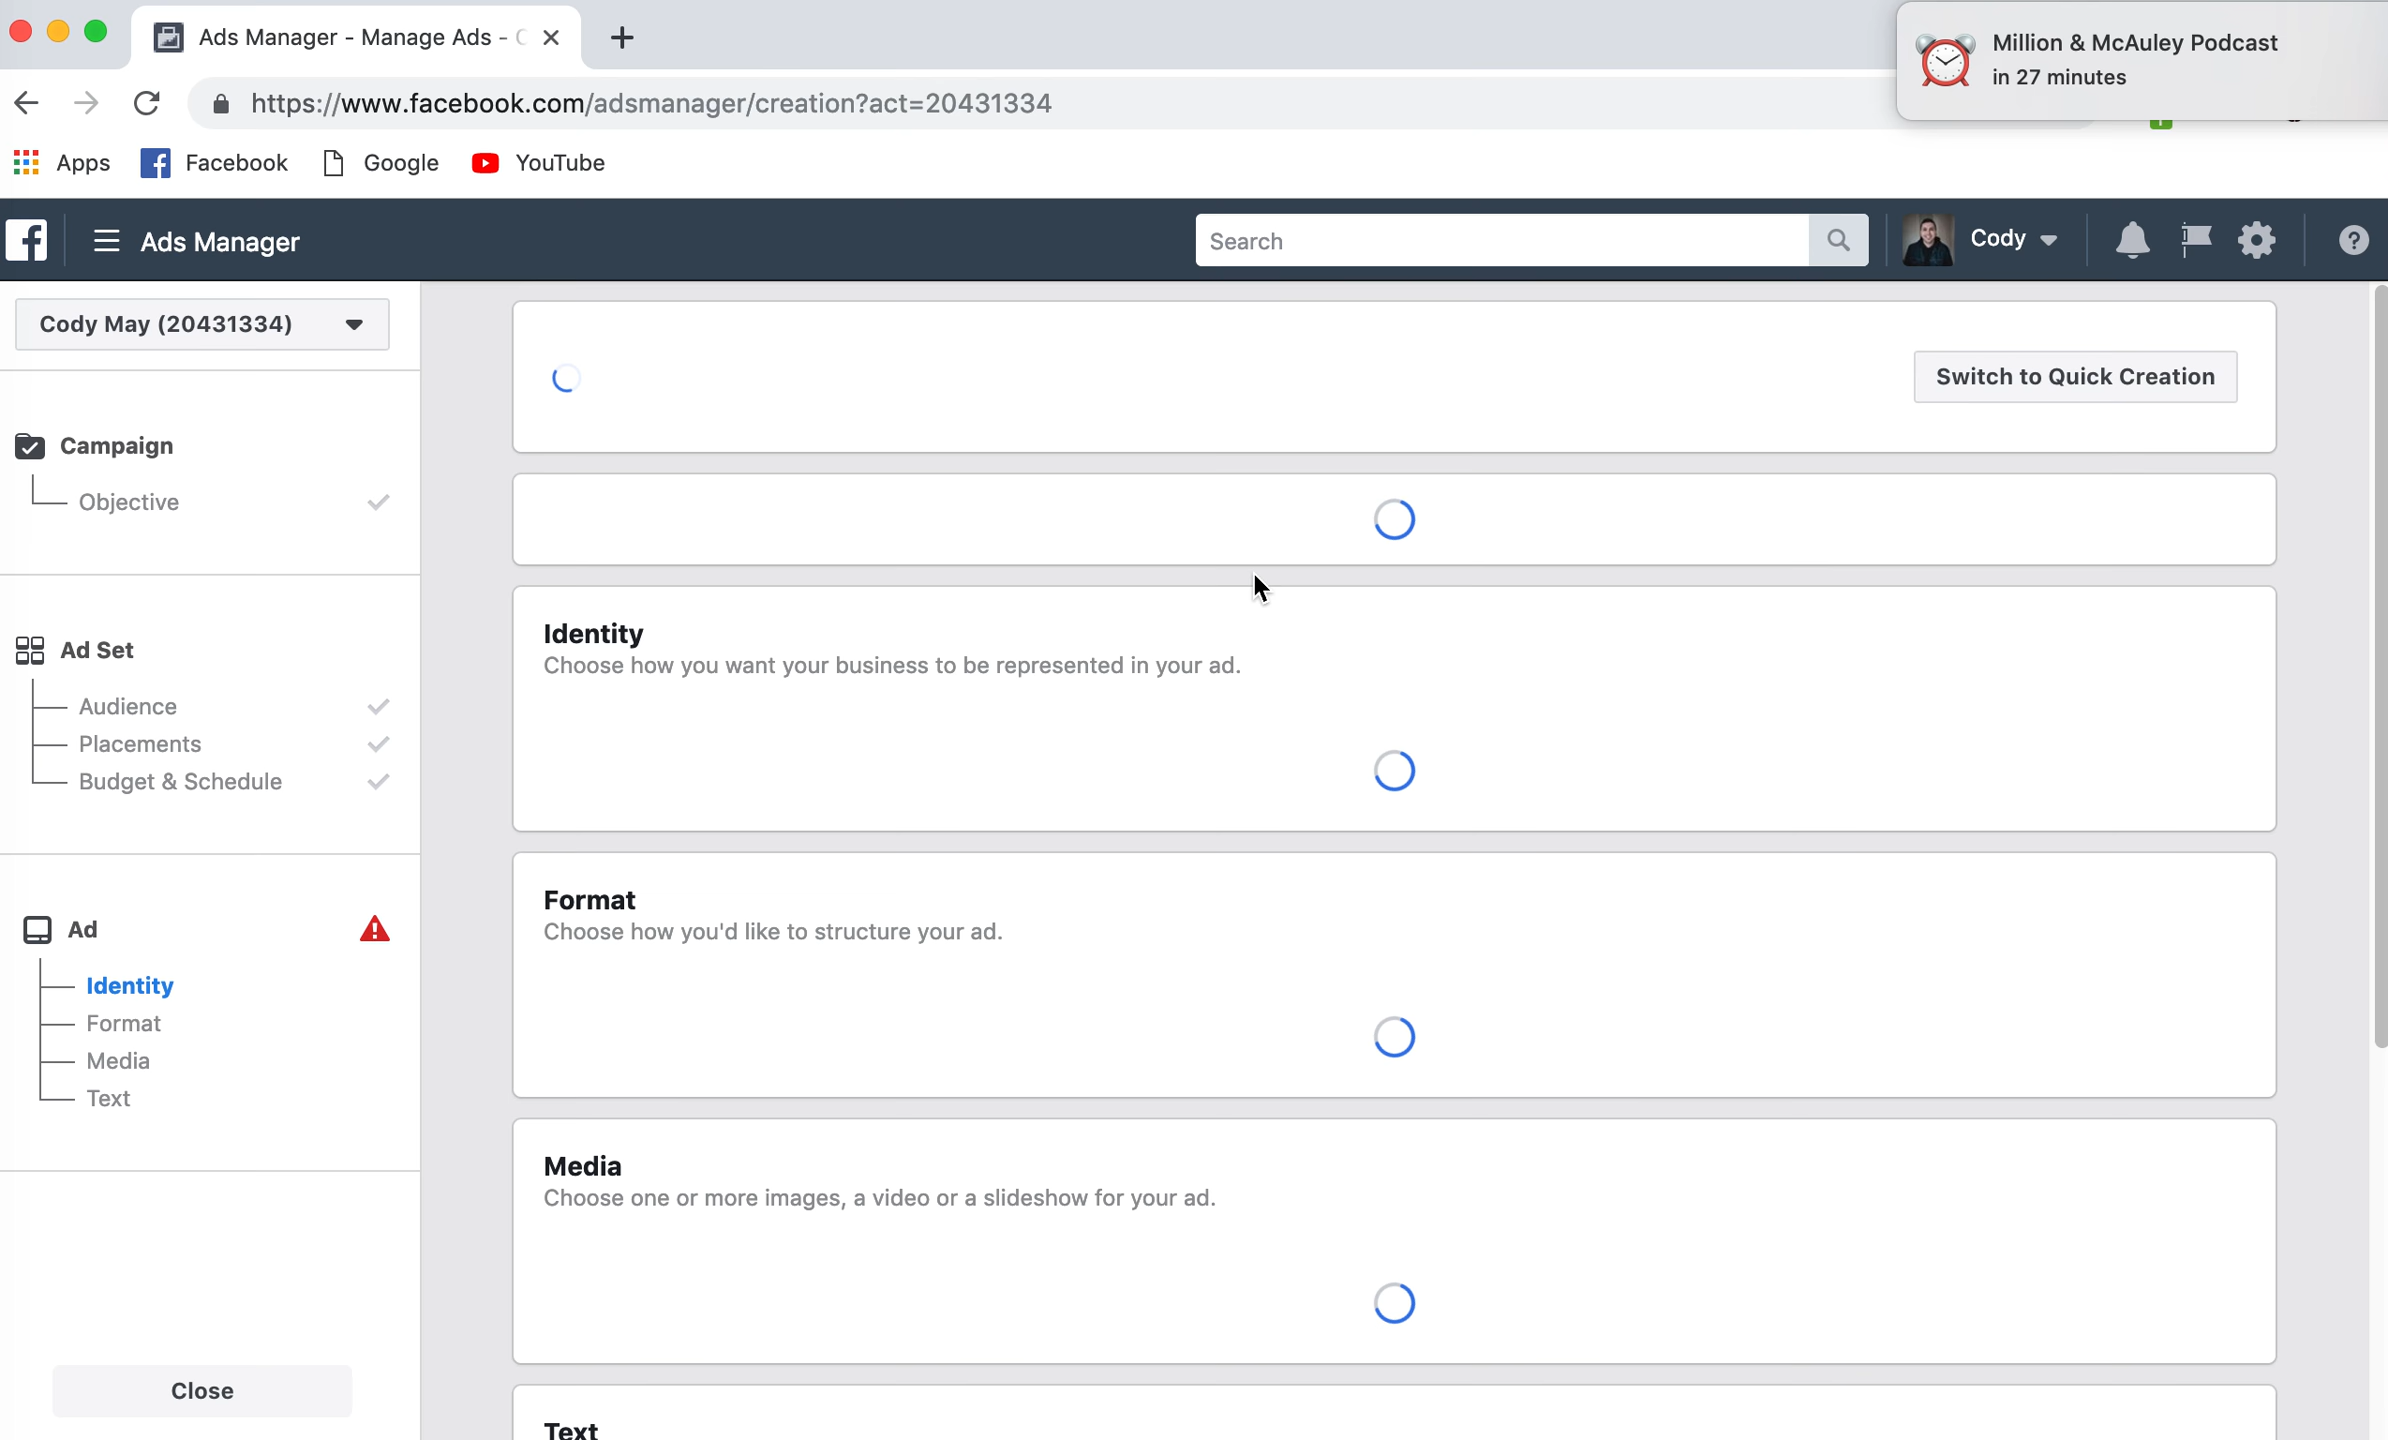 Ads Manager - Manage Ads -
Million & McAuley Podcast
in 27 minutes
https://www.facebook.com/adsmanager/creation?act=20431334
Apps
Facebook
Google
YouTube
Ads Manager
Search
Cody
Cody May (20431334)
Switch to Quick Creation
Campaign
Objective
Identity
Choose how you want your business to be represented in your ad.
Ad Set
Audience
Placements
Budget & Schedule
Format
Choose how you'd like to structure your ad.
Ad
Identity
Format
Media
Text
Media
Choose one or more images, a video or a slideshow for your ad.
Close
Text